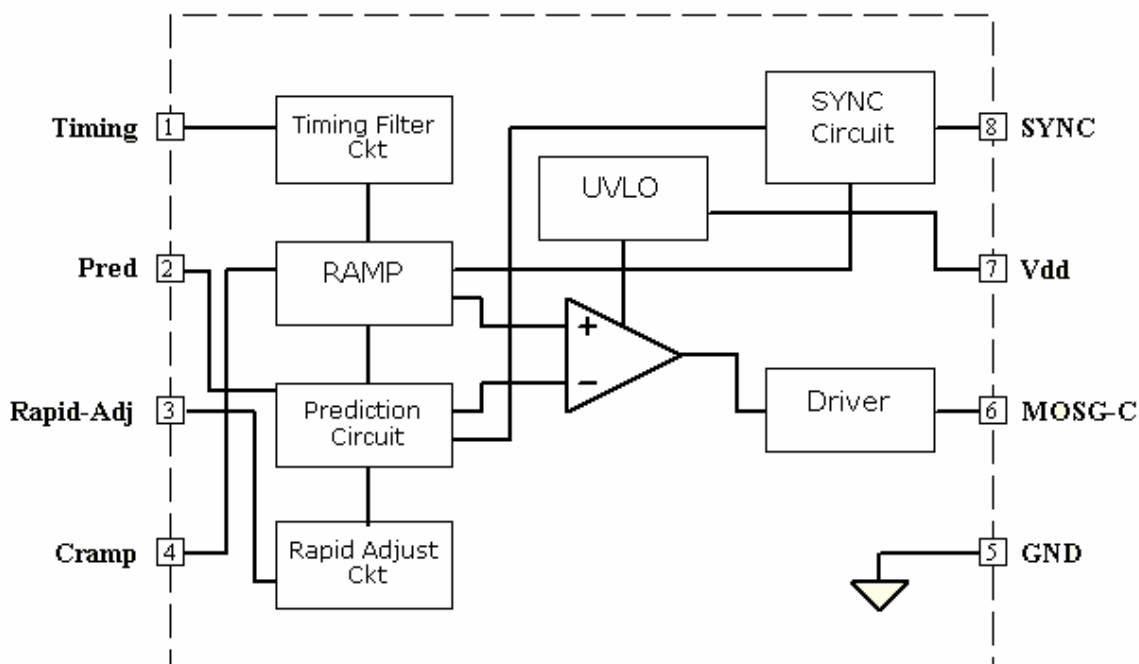 Timing 1
Timing Filter
Ckt
SYNC
Circuit
8 SYNC
UVLO
Pred 2
RAMP
7 Vdd
+
−
Rapid-Adj 3
Prediction
Circuit
Driver
6 MOSG-C
Cramp 4
Rapid Adjust
Ckt
5 GND